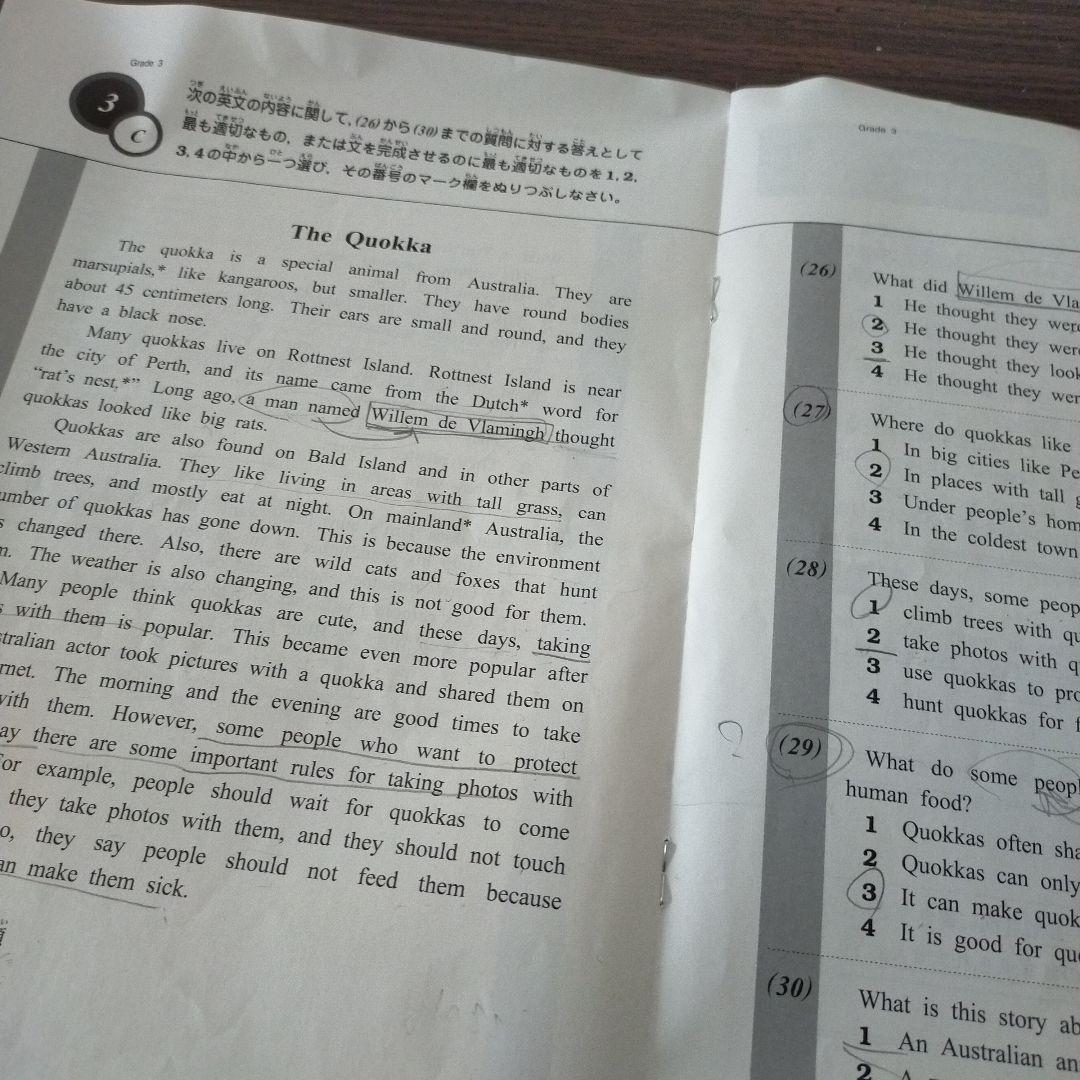 Grade 3
3
C
次の英文の内容に関して, (26)から(30)までの質問に対する答えとして
最も適切なもの, または文を完成させるのに最も適切なものを1, 2,
3, 4の中から一つ選び, その番号のマーク欄をぬりつぶしなさい。
The Quokka
The quokka is a special animal from Australia. They are
marsupials,* like kangaroos, but smaller. They have round bodies
about 45 centimeters long. Their ears are small and round, and they
have a black nose.
Many quokkas live on Rottnest Island. Rottnest Island is near
the city of Perth, and its name came from the Dutch* word for
“rat’s nest.*” Long ago, a man named Willem de Vlamingh thought
quokkas looked like big rats.
Quokkas are also found on Bald Island and in other parts of
Western Australia. They like living in areas with tall grass, can
climb trees, and mostly eat at night. On mainland* Australia, the
number of quokkas has gone down. This is because the environment
changed there. Also, there are wild cats and foxes that hunt
The weather is also changing, and this is not good for them.
Many people think quokkas are cute, and these days, taking
with them is popular. This became even more popular after
actor took pictures with a quokka and shared them on
The morning and the evening are good times to take
with them. However, some people who want to protect
there are some important rules for taking photos with
For example, people should wait for quokkas to come
they take photos with them, and they should not touch
they say people should not feed them because
make them sick.
Grade 3
(26)
What did Willem de
1 He thought they
2 He thought they
3 He thought they
4 He thought they
(27)
Where do quokkas like
1 In big cities like
2 In places with tall
3 Under people’s
4 In the coldest town
(28)
These days, some
1 climb trees with
2 take photos with
3 use quokkas to
4 hunt quokkas for
(29)
What do some
human food?
1 Quokkas often
2 Quokkas can only
3 It can make
4 It is good for
(30)
What is this story
1 An Australian
2